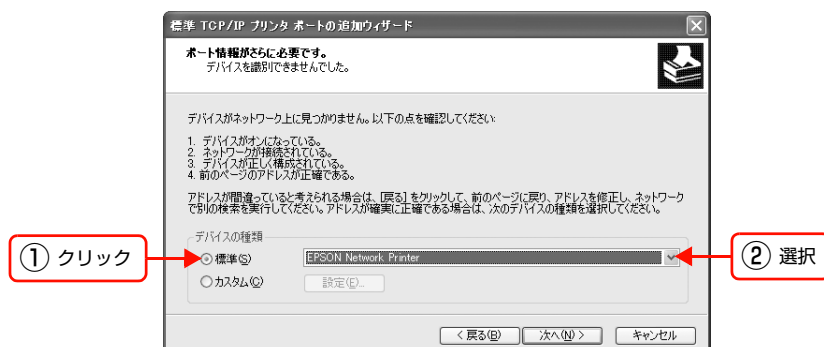 標準 TCP/IP プリンタ ポートの追加ウィザード
ポート情報がさらに必要です。
デバイスを識別できませんでした。
デバイスがネットワーク上に見つかりません。以下の点を確認してください:
1. デバイスがオンになっている。
2. ネットワークが接続されている。
3. デバイスが正しく構成されている。
4. 前のページのアドレスが正確である。
アドレスが間違っていると考えられる場合は、[戻る] をクリックして、前のページに戻り、アドレスを修正し、ネットワーク
で別の検索を実行してください。アドレスが確実に正確である場合は、次のデバイスの種類を選択してください。
デバイスの種類
① クリック
標準(S)
EPSON Network Printer
② 選択
カスタム(C)
設定(E)...
< 戻る(B)
次へ(N) >
キャンセル